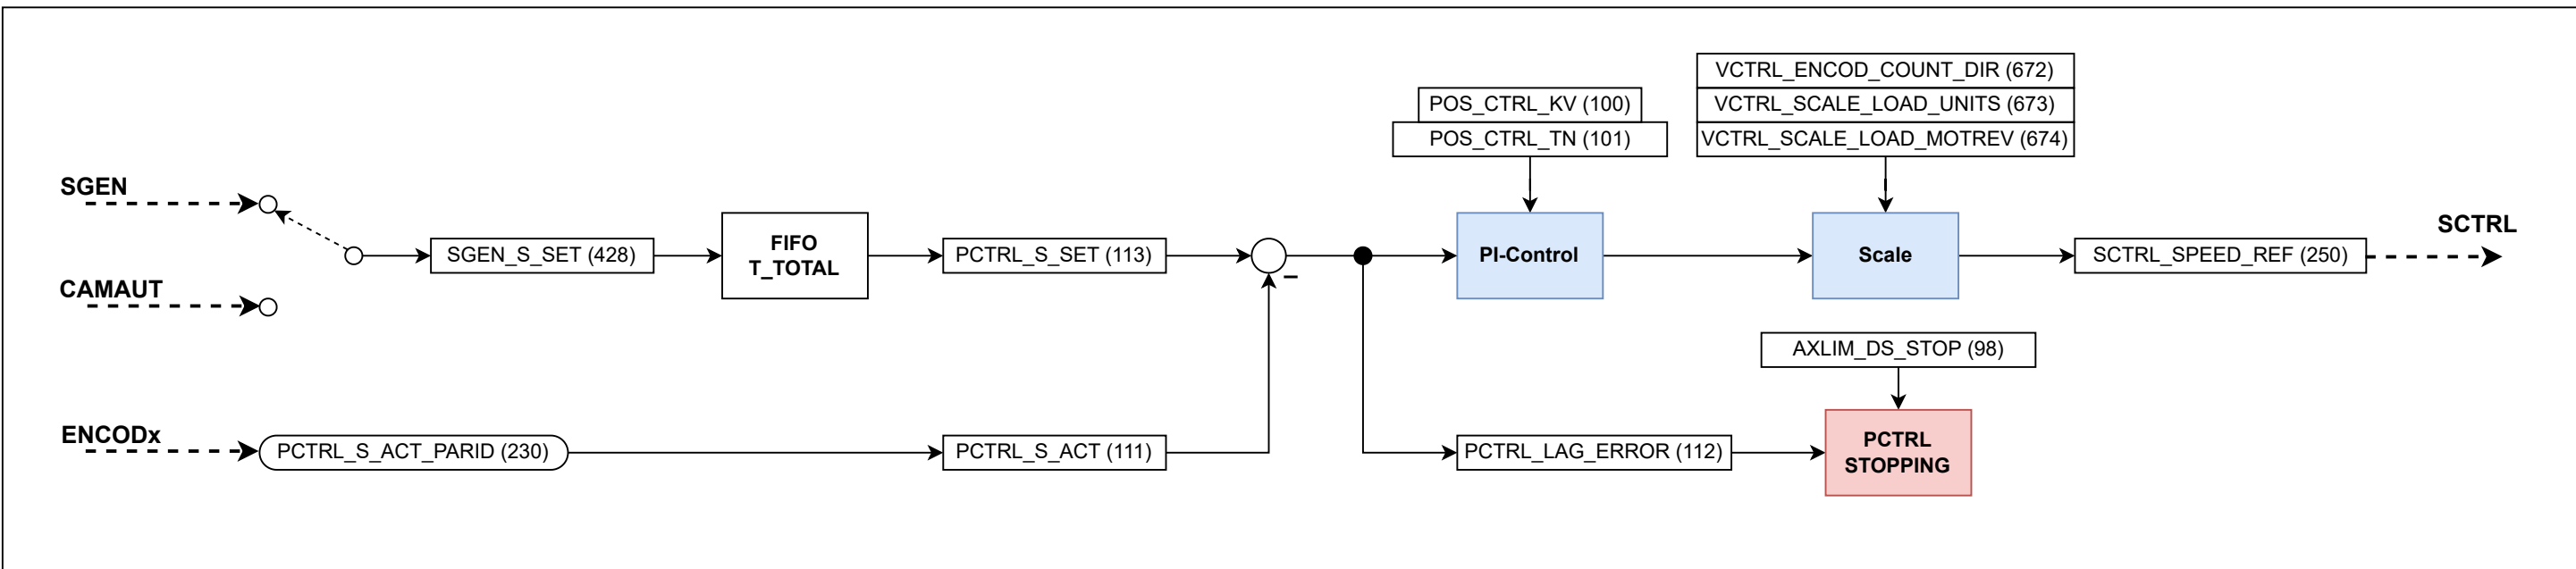 VCTRL_ENCOD_COUNT_DIR (672)
POS_CTRL_KV (100)
VCTRL_SCALE_LOAD_UNITS (673)
POS_CTRL_TN (101)
VCTRL_SCALE_LOAD_MOTREV (674)
SGEN
SCTRL
SGEN_S_SET (428)
FIFO
T_TOTAL
PCTRL_S_SET (113)
–
PI-Control
Scale
SCTRL_SPEED_REF (250)
CAMAUT
AXLIM_DS_STOP (98)
ENCODx
PCTRL_S_ACT_PARID (230)
PCTRL_S_ACT (111)
PCTRL_LAG_ERROR (112)
PCTRL
STOPPING